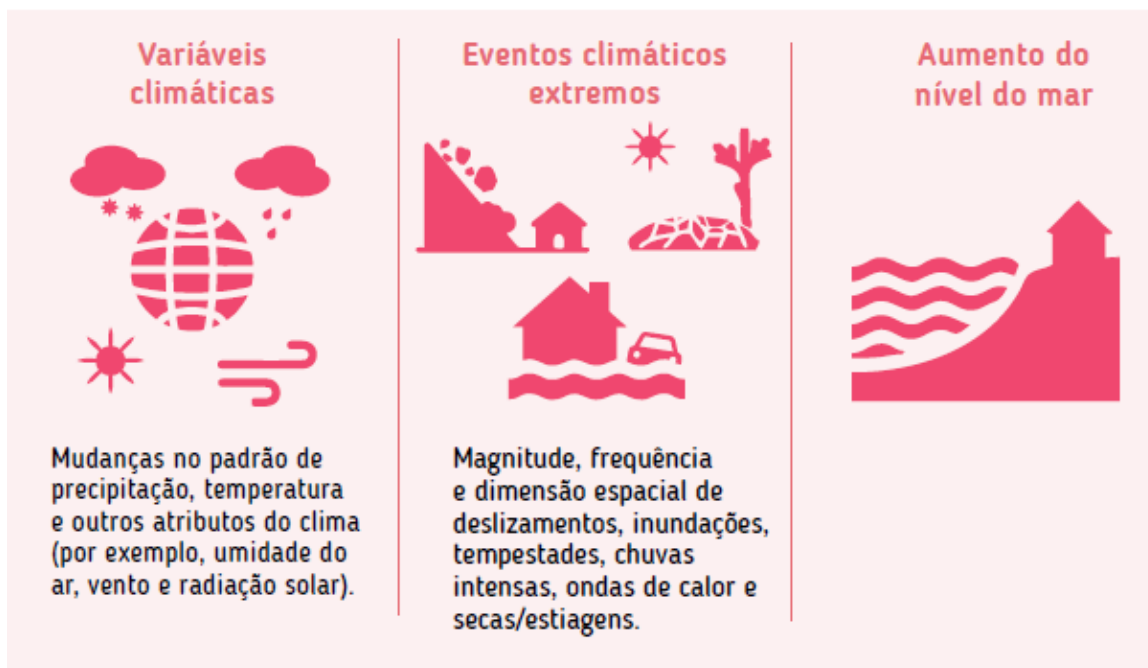 Variáveis
climáticas
Mudanças no padrão de
precipitação, temperatura
e outros atributos do clima
(por exemplo, umidade do
ar, vento e radiação solar).
Eventos climáticos
extremos
Magnitude, frequência
e dimensão espacial de
deslizamentos, inundações,
tempestades, chuvas
intensas, ondas de calor e
secas/estiagens.
Aumento do
nível do mar